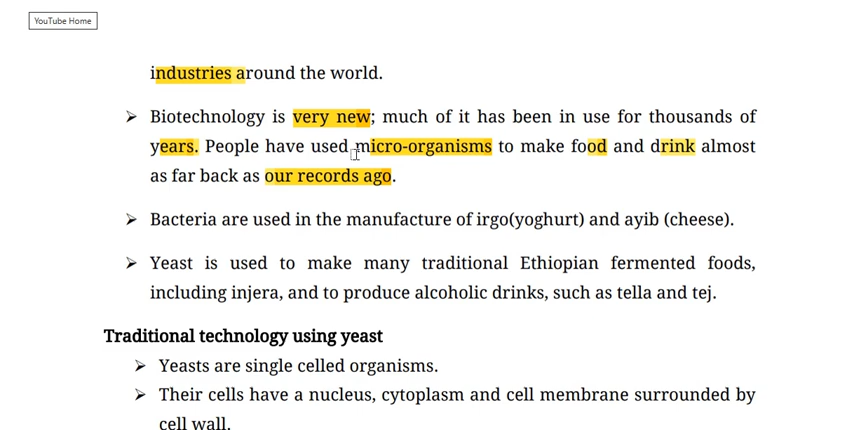 YouTube Home
industries around the world.
➢ Biotechnology is very new; much of it has been in use for thousands of
years. People have used micro-organisms to make food and drink almost
as far back as our records ago.
➢ Bacteria are used in the manufacture of irgo(yoghurt) and ayib (cheese).
➢ Yeast is used to make many traditional Ethiopian fermented foods,
including injera, and to produce alcoholic drinks, such as tella and tej.
Traditional technology using yeast
➢ Yeasts are single celled organisms.
➢ Their cells have a nucleus, cytoplasm and cell membrane surrounded by
cell wall.